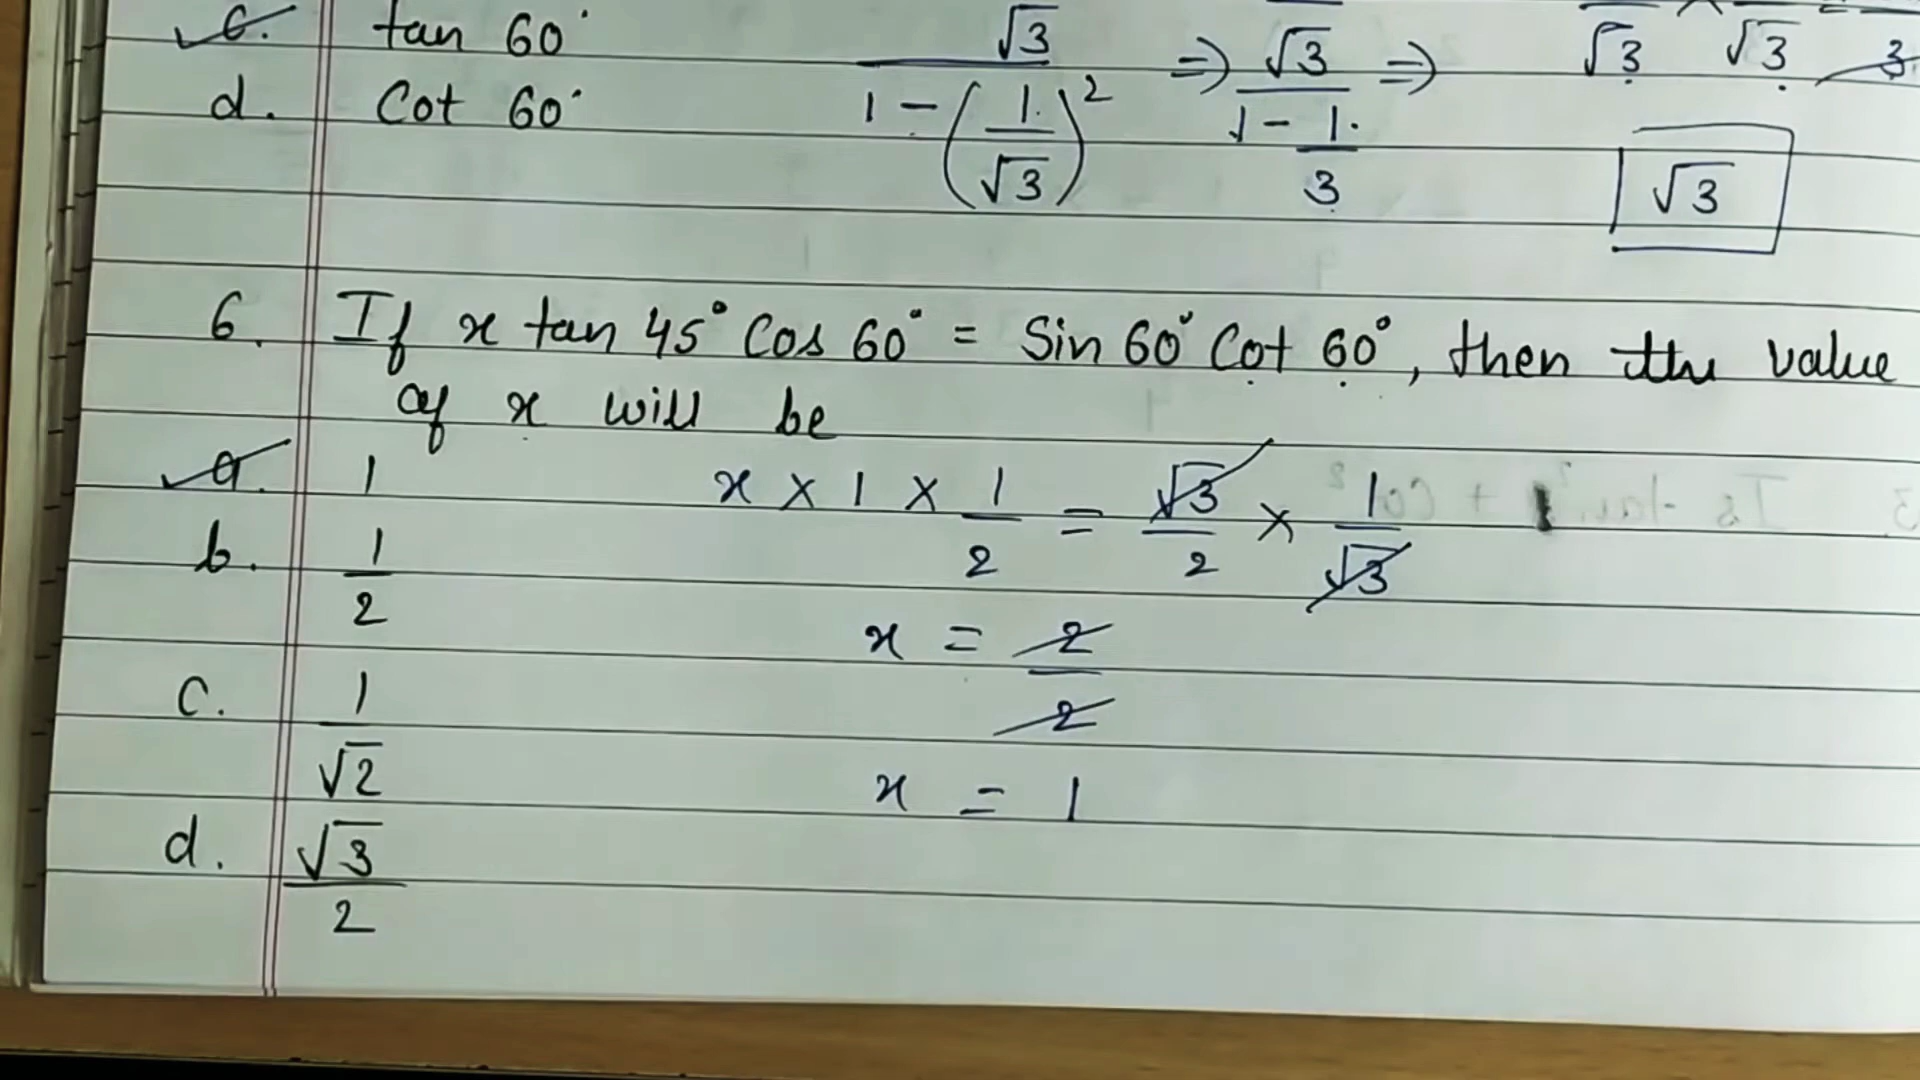 c. tan 60°
d. Cot 60°
√3 / 1 - (1/√3)² ⇒ √3 / 1 - 1/3 ⇒ √3 √3 3
√3
6. If x tan 45° Cos 60° = Sin 60° Cot 60°, then the value
of x will be
a. 1
x × 1 × 1/2 = √3/2 × 1/√3
b. 1/2
x = 2/2
c. 1/√2
x = 1
d. √3/2